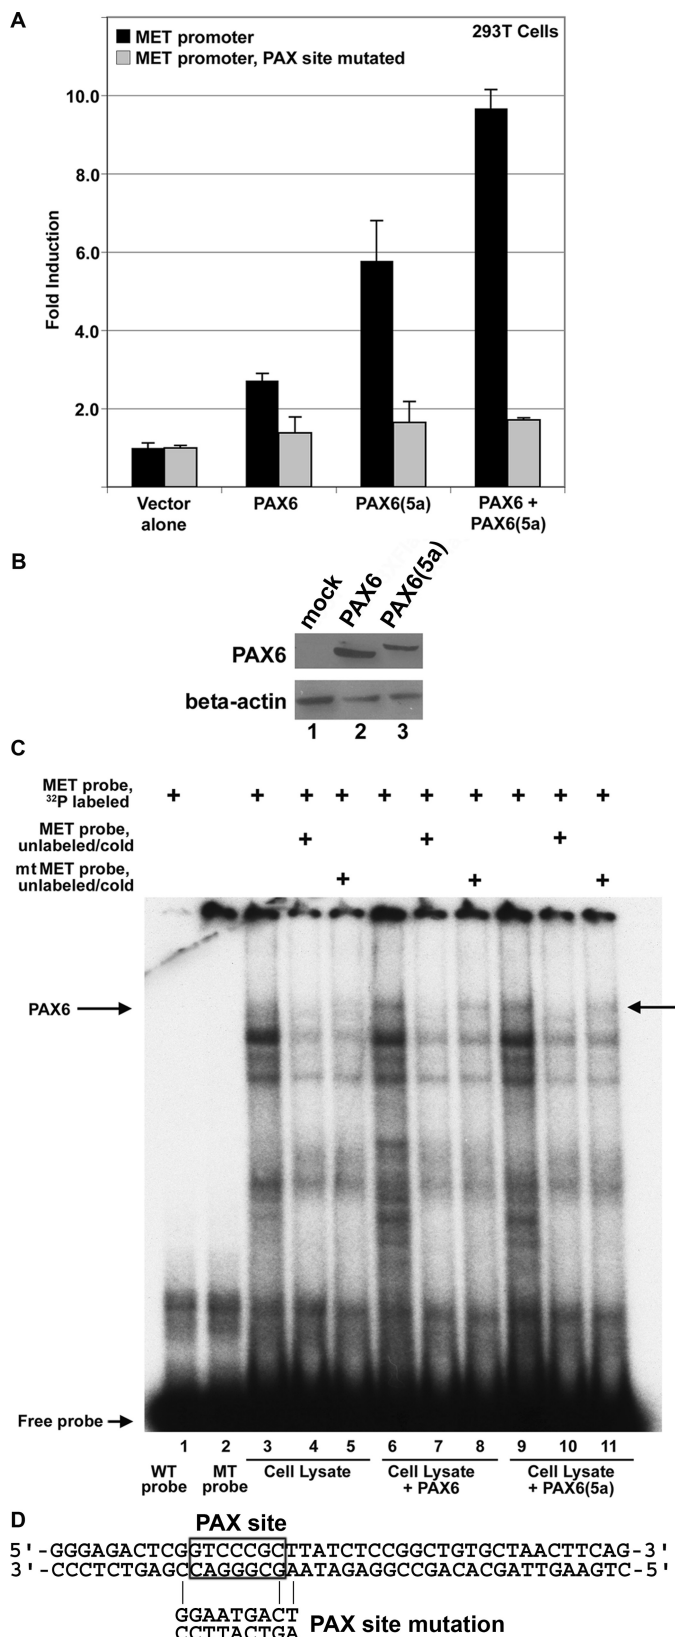 A
293T Cells
MET promoter
MET promoter, PAX site mutated
Fold Induction
10.0
8.0
6.0
4.0
2.0
Vector alone
PAX6
PAX6(5a)
PAX6 + PAX6(5a)
B
mock PAX6 PAX6(5a)
PAX6
beta-actin
1 2 3
C
MET probe, + + + + + + + + + +
32P labeled
MET probe, + + +
unlabeled/cold
mt MET probe, + + +
unlabeled/cold
PAX6
Free probe
1 2 3 4 5 6 7 8 9 10 11
WT probe
MT probe
Cell Lysate
Cell Lysate + PAX6
Cell Lysate + PAX6(5a)
D
PAX site
5'-GGGAGACTCGGTCCCGCTTATCTCCGGCTGTGCTAACTTCAG-3'
3'-CCCTCTGAGCCAGGGCGAATAGAGGCCGACACGATTGAAGTC-5'
GGAATGACT
CCTTACTGA
PAX site mutation